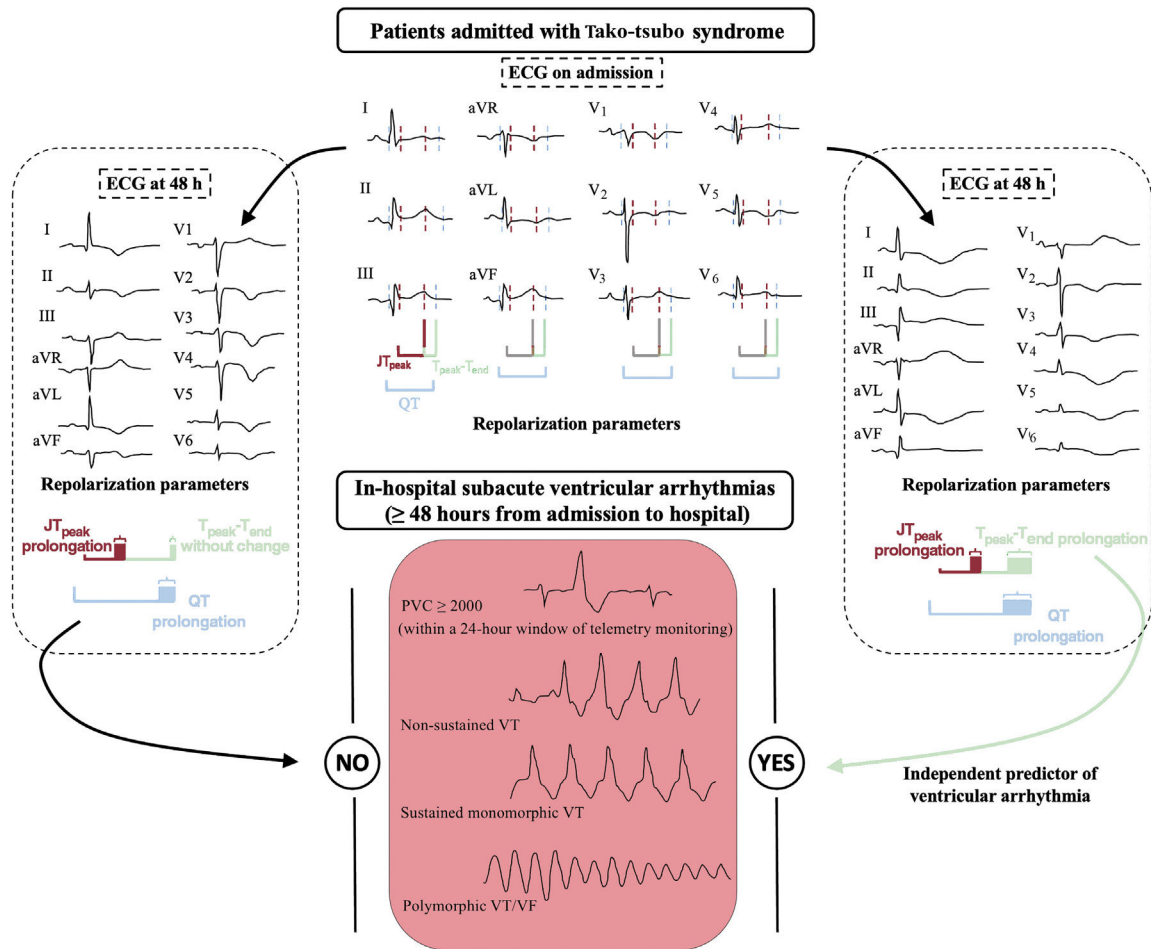 Patients admitted with Tako-tsubo syndrome
ECG on admission
I
aVR
V1
V4
II
aVL
V2
V5
III
aVF
V3
V6
JTpeak
Tpeak-Tend
QT
Repolarization parameters
ECG at 48 h
I
V1
II
V2
III
V3
aVR
V4
aVL
V5
aVF
V6
Repolarization parameters
JTpeak
prolongation
Tpeak-Tend
without change
QT
prolongation
ECG at 48 h
I
V1
II
V2
III
V3
aVR
V4
aVL
V5
aVF
V6
Repolarization parameters
JTpeak
prolongation
Tpeak-Tend prolongation
QT
prolongation
In-hospital subacute ventricular arrhythmias
(≥ 48 hours from admission to hospital)
PVC ≥ 2000
(within a 24-hour window of telemetry monitoring)
Non-sustained VT
Sustained monomorphic VT
Polymorphic VT/VF
NO
YES
Independent predictor of
ventricular arrhythmia